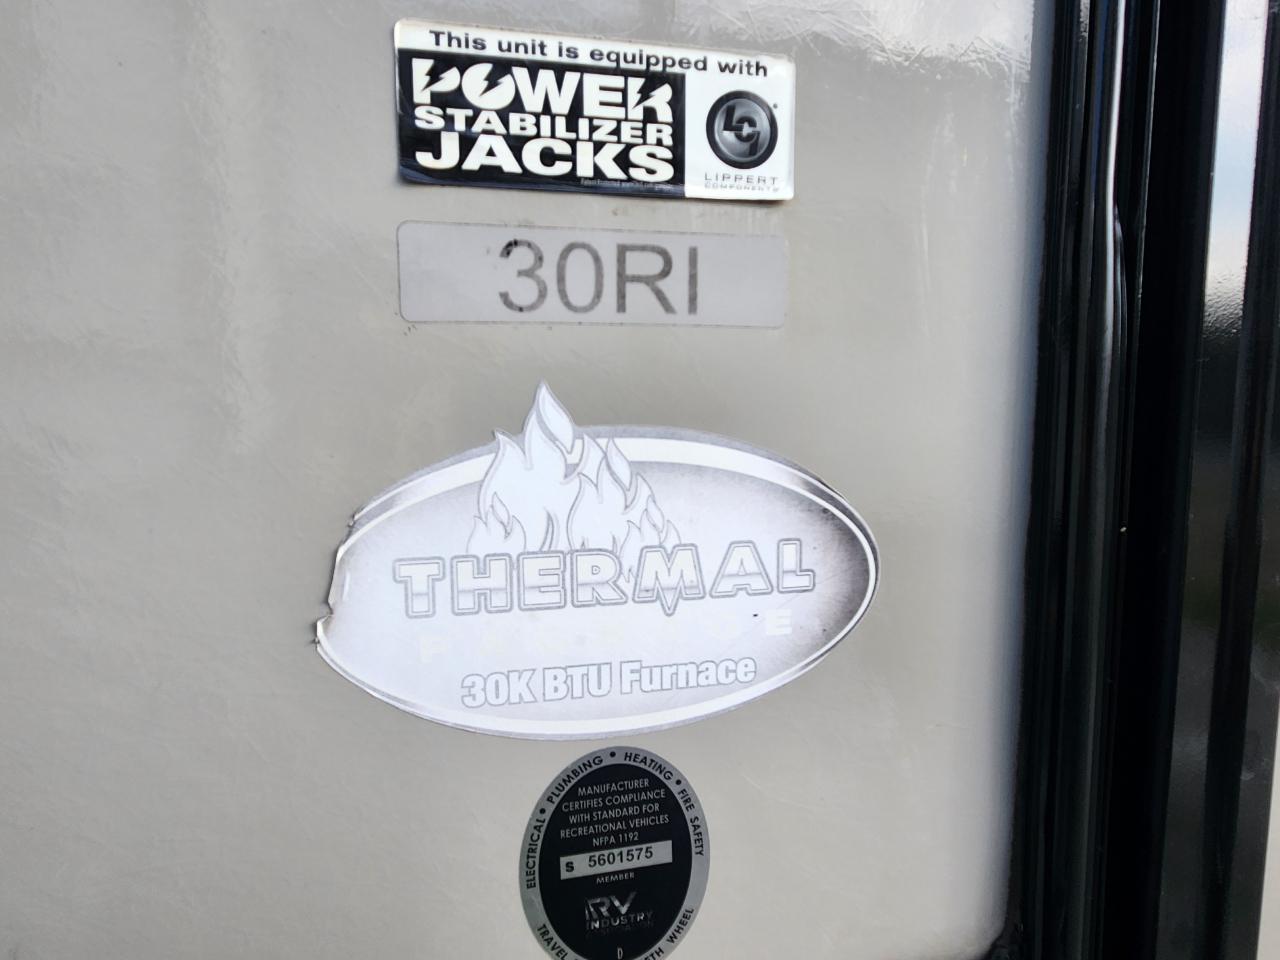 This unit is equipped with
POWER
STABILIZER
JACKS
LCI
LIPPERT
COMPONENTS
30RI
THERMAL
30K BTU Furnace
ELECTRICAL • PLUMBING • HEATING • FIRE SAFETY
MANUFACTURER
CERTIFIES COMPLIANCE
WITH STANDARD FOR
RECREATIONAL VEHICLES
NFPA 1192
S 5601575
MEMBER
RV
INDUSTRY
D
TRAVEL
WHEEL